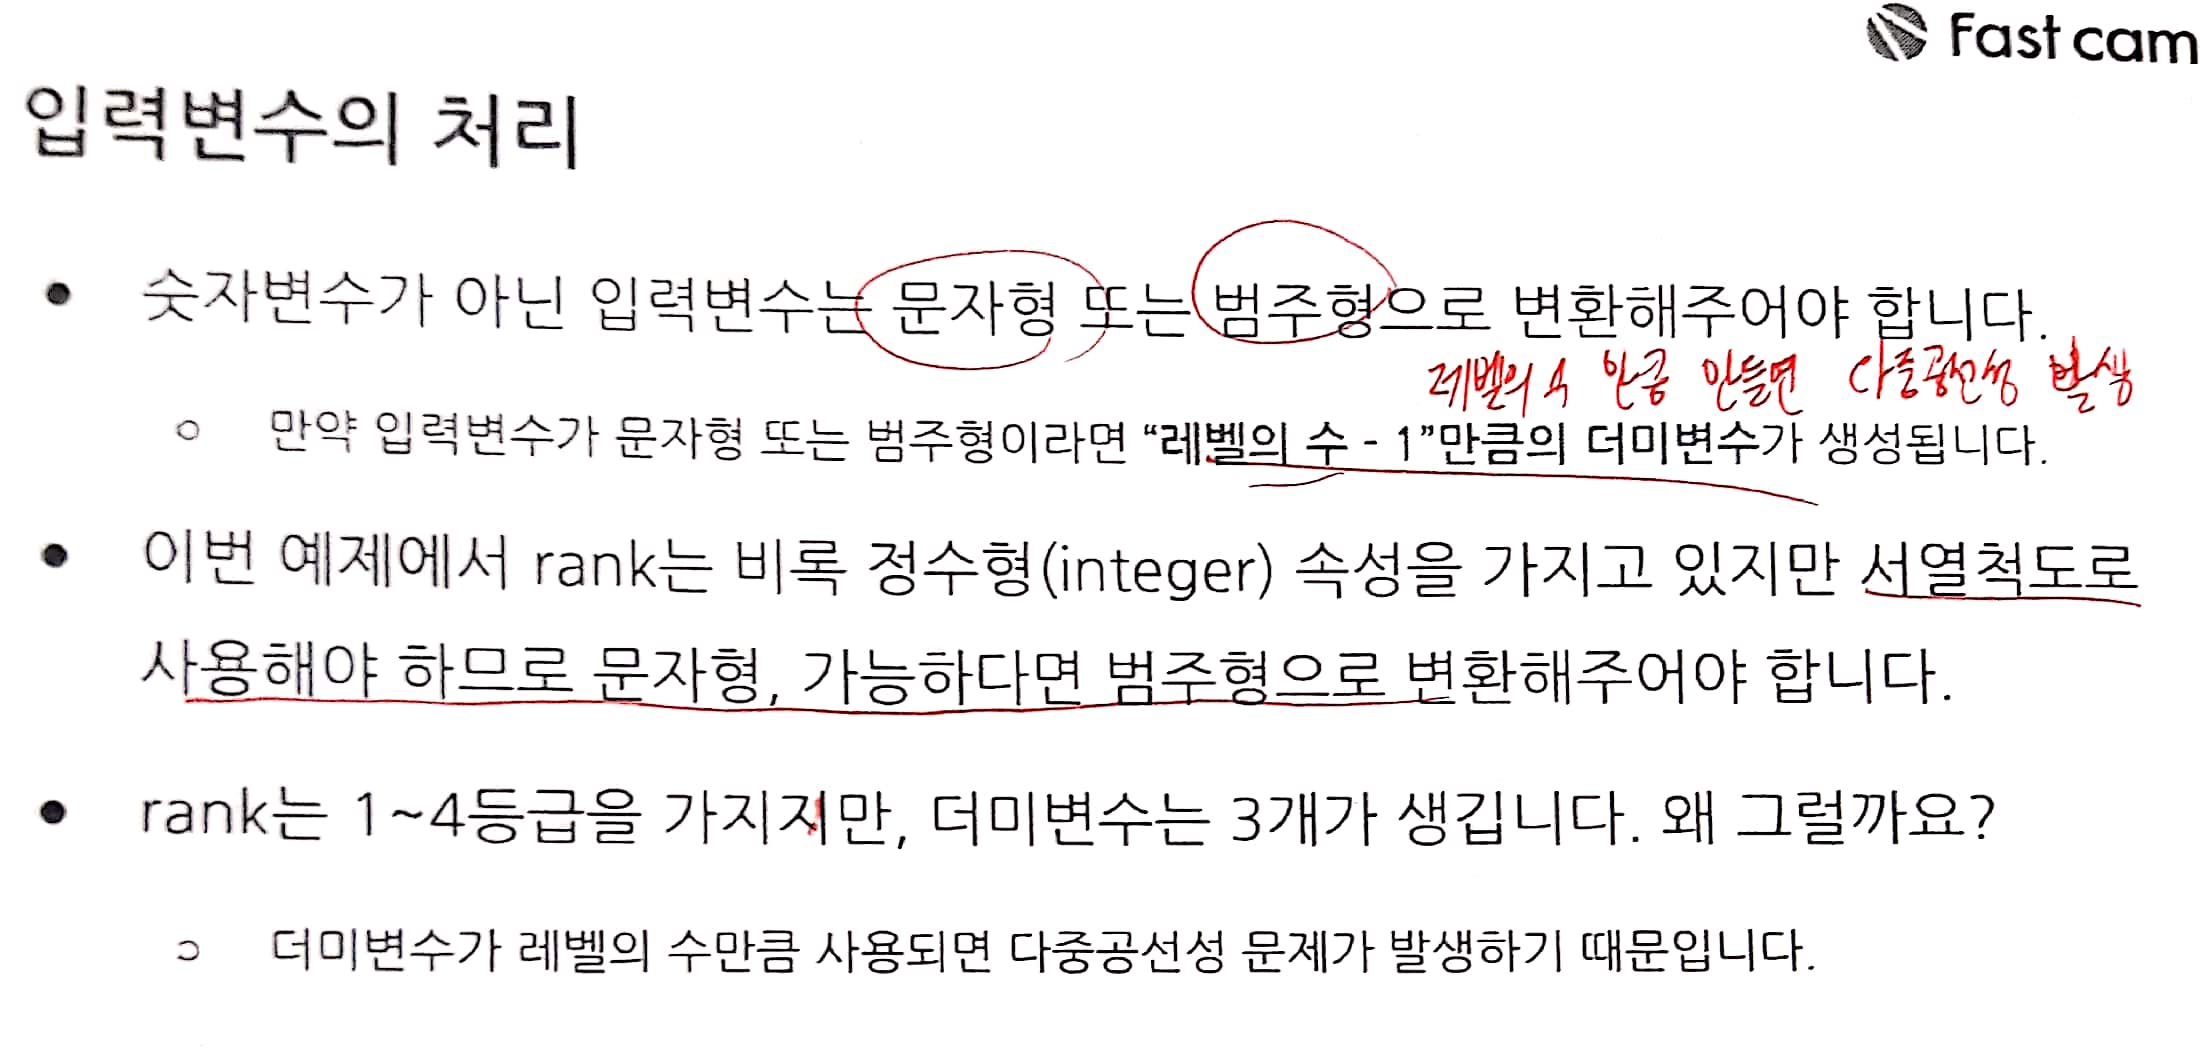 Fast cam
입력변수의 처리
• 숫자변수가 아닌 입력변수는 문자형 또는 범주형으로 변환해주어야 합니다.
레벨의 수 만큼 만들면 다중공선성 발생
○ 만약 입력변수가 문자형 또는 범주형이라면 “레벨의 수 - 1”만큼의 더미변수가 생성됩니다.
• 이번 예제에서 rank는 비록 정수형(integer) 속성을 가지고 있지만 서열척도로
사용해야 하므로 문자형, 가능하다면 범주형으로 변환해주어야 합니다.
• rank는 1~4등급을 가지지만, 더미변수는 3개가 생깁니다. 왜 그럴까요?
○ 더미변수가 레벨의 수만큼 사용되면 다중공선성 문제가 발생하기 때문입니다.